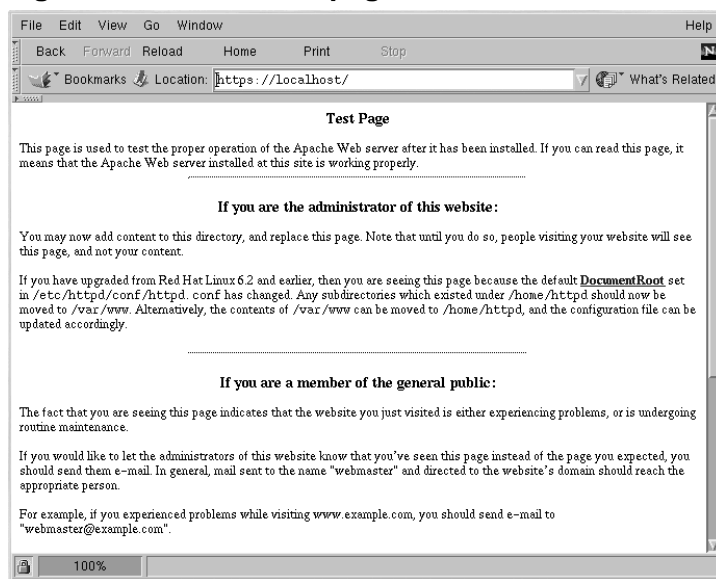 File Edit View Go Window Help
Back Forward Reload Home Print Stop N
Bookmarks Location: https://localhost/ What's Related
Test Page
This page is used to test the proper operation of the Apache Web server after it has been installed. If you can read this page, it
means that the Apache Web server installed at this site is working properly.
If you are the administrator of this website:
You may now add content to this directory, and replace this page. Note that until you do so, people visiting your website will see
this page, and not your content.
If you have upgraded from Red Hat Linux 6.2 and earlier, then you are seeing this page because the default DocumentRoot set
in /etc/httpd/conf/httpd.conf has changed. Any subdirectories which existed under /home/httpd should now be
moved to /var/www. Alternatively, the contents of /var/www can be moved to /home/httpd, and the configuration file can be
updated accordingly.
If you are a member of the general public:
The fact that you are seeing this page indicates that the website you just visited is either experiencing problems, or is undergoing
routine maintenance.
If you would like to let the administrators of this website know that you've seen this page instead of the page you expected, you
should send them e-mail. In general, mail sent to the name "webmaster" and directed to the website's domain should reach the
appropriate person.
For example, if you experienced problems while visiting www.example.com, you should send e-mail to
"webmaster@example.com".
100%